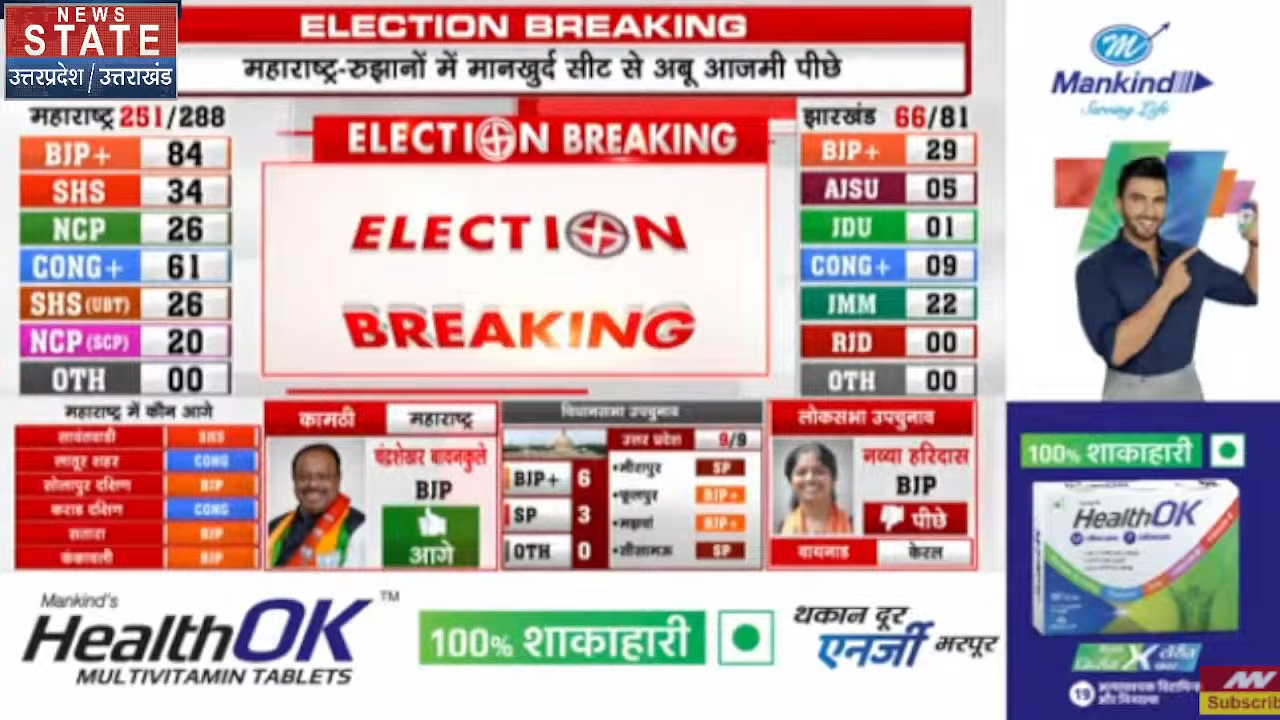 NEWS
STATE
उत्तरप्रदेश/उत्तराखंड
ELECTION BREAKING
महाराष्ट्र-रुझानों में मानखुर्द सीट से अबू आजमी पीछे
महाराष्ट्र 251/288
BJP+ 84
SHS 34
NCP 26
CONG+ 61
SHS (UBT) 26
NCP (SCP) 20
OTH 00
ELECTION BREAKING
ELECTION
BREAKING
झारखंड 66/81
BJP+ 29
AJSU 05
JDU 01
CONG+ 09
JMM 22
RJD 00
OTH 00
महाराष्ट्र में कौन आगे
सावंतवाडी SHS
लातूर शहर CONG
सोलापुर दक्षिण BJP
कराड दक्षिण CONG
सतारा BJP
कंकावली BJP
कामठी महाराष्ट्र
चंद्रशेखर बावनकुले
BJP
आगे
विधानसभा उपचुनाव
उत्तर प्रदेश 9/9
BJP+ 6
SP 3
OTH 0
•मीरापुर SP
•फूलपुर BJP+
•मझवां BJP+
•सीसामऊ SP
लोकसभा उपचुनाव
नव्या हरिदास
BJP
पीछे
वायनाड केरल
Mankind
Serving Life
100% शाकाहारी
HealthOK
19
Subscrib
Mankind's
HealthOK™
MULTIVITAMIN TABLETS
100% शाकाहारी
थकान दूर
एनर्जी भरपूर